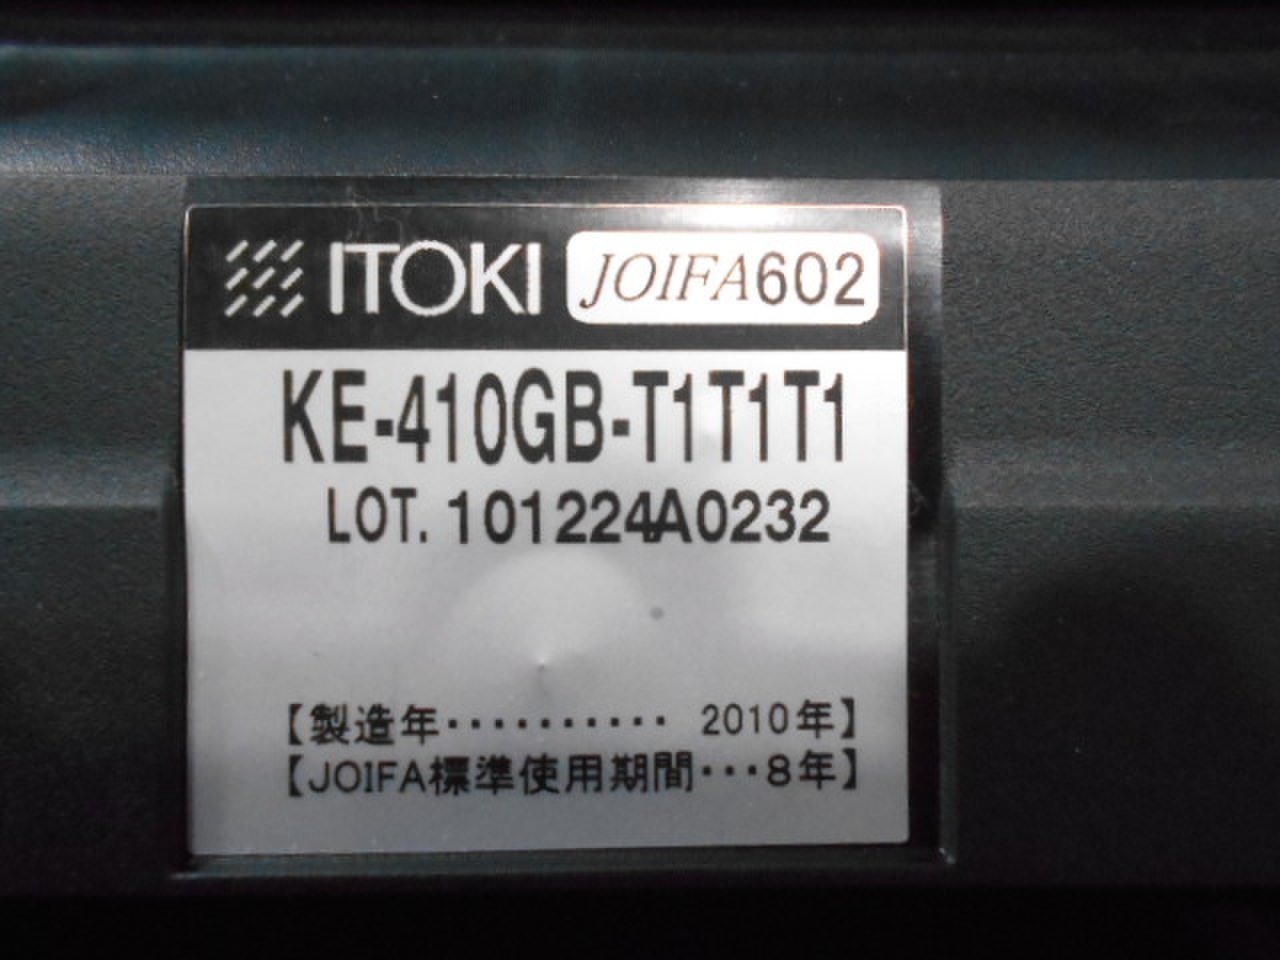 ITOKI JOIFA602
KE-410GB-T1T1T1
LOT. 101224A0232
【製造年・・・・・・・・・・ 2010年】
【JOIFA標準使用期間・・・8年】